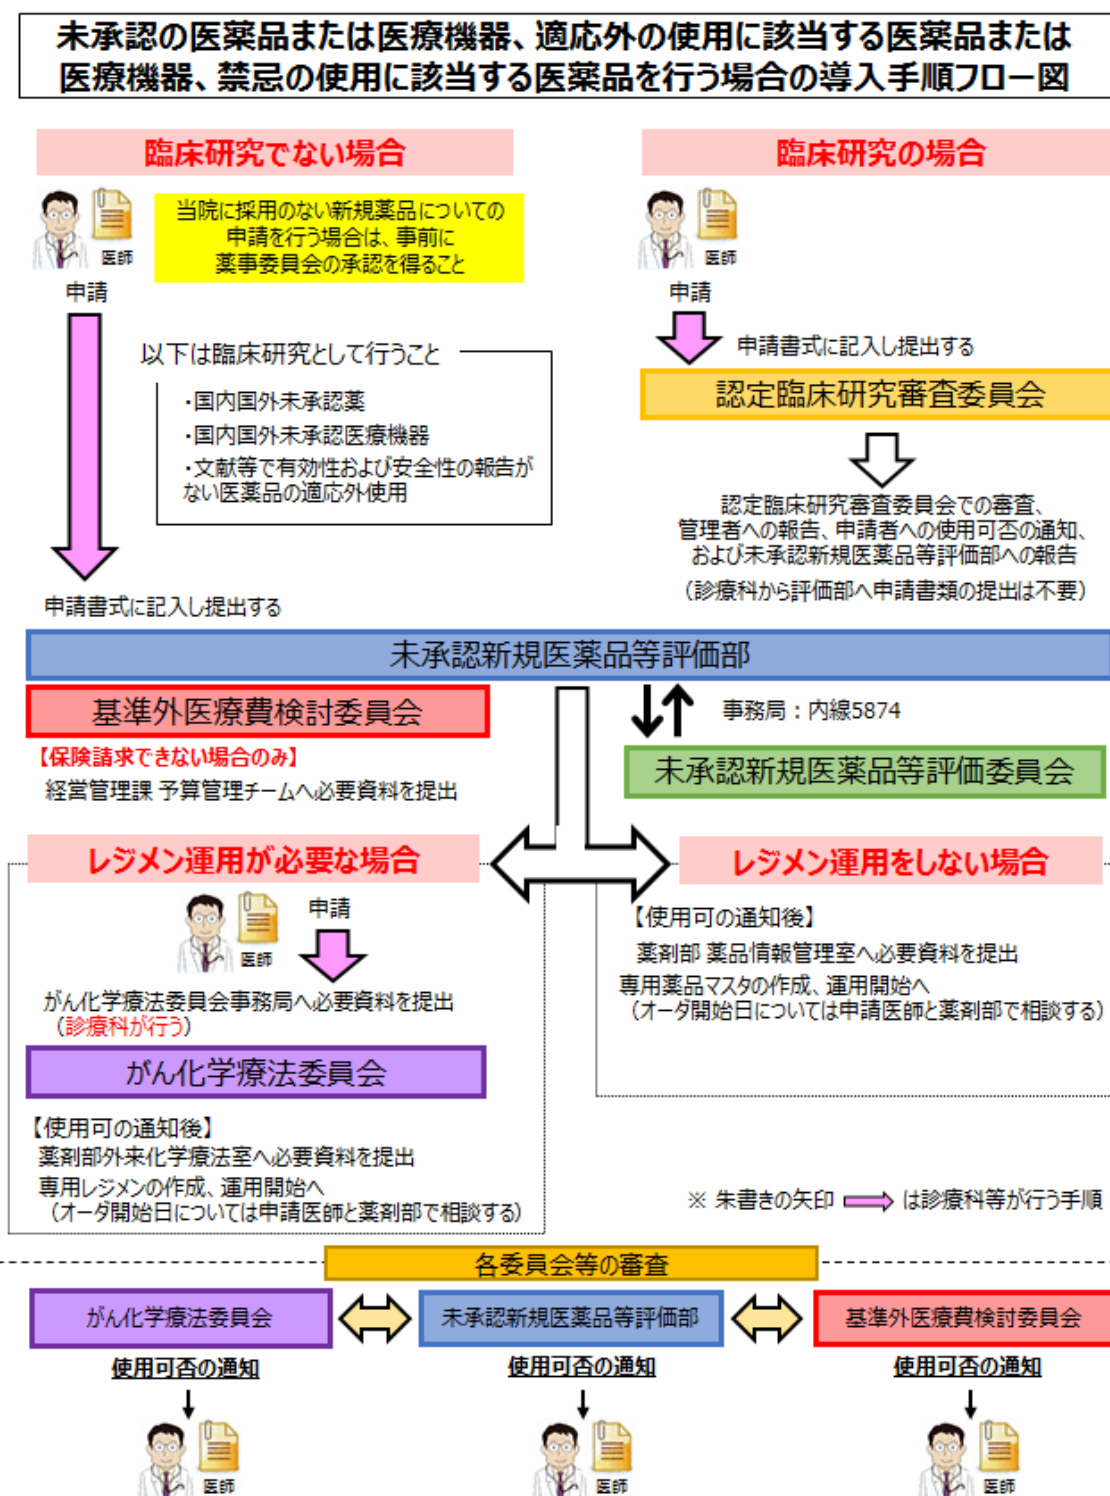 未承認の医薬品または医療機器、適応外の使用に該当する医薬品または
医療機器、禁忌の使用に該当する医薬品を行う場合の導入手順フロー図
臨床研究でない場合
医師
当院に採用のない新規薬品についての
申請を行う場合は、事前に
薬事委員会の承認を得ること
申請
以下は臨床研究として行うこと
・国内国外未承認薬
・国内国外未承認医療機器
・文献等で有効性および安全性の報告が
ない医薬品の適応外使用
申請書式に記入し提出する
臨床研究の場合
医師
申請
申請書式に記入し提出する
認定臨床研究審査委員会
認定臨床研究審査委員会での審査、
管理者への報告、申請者への使用可否の通知、
および未承認新規医薬品等評価部への報告
（診療科から評価部へ申請書類の提出は不要）
未承認新規医薬品等評価部
基準外医療費検討委員会
【保険請求できない場合のみ】
経営管理課 予算管理チームへ必要資料を提出
事務局：内線5874
未承認新規医薬品等評価委員会
レジメン運用が必要な場合
医師
申請
がん化学療法委員会事務局へ必要資料を提出
（診療科が行う）
がん化学療法委員会
【使用可の通知後】
薬剤部外来化学療法室へ必要資料を提出
専用レジメンの作成、運用開始へ
（オーダ開始日については申請医師と薬剤部で相談する）
レジメン運用をしない場合
【使用可の通知後】
薬剤部 薬品情報管理室へ必要資料を提出
専用薬品マスタの作成、運用開始へ
（オーダ開始日については申請医師と薬剤部で相談する）
※ 朱書きの矢印 は診療科等が行う手順
各委員会等の審査
がん化学療法委員会
未承認新規医薬品等評価部
基準外医療費検討委員会
使用可否の通知
使用可否の通知
使用可否の通知
医師
医師
医師